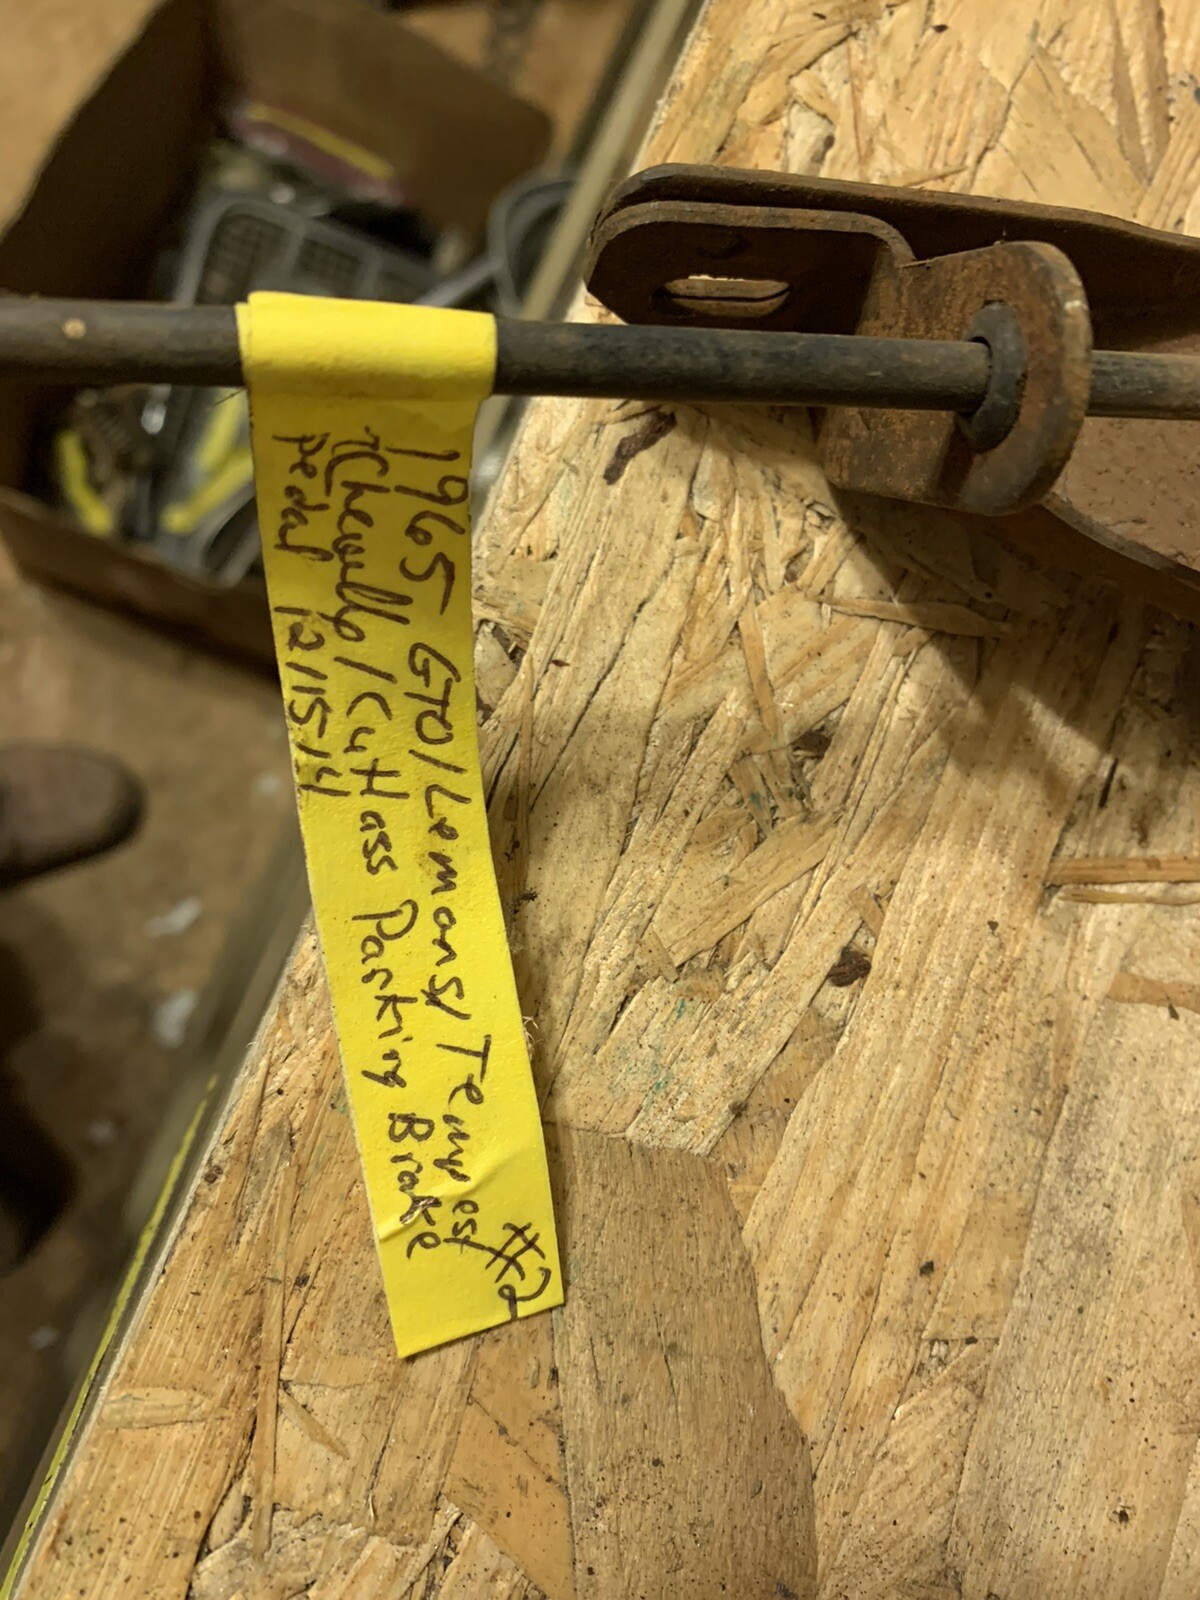 1965 GTO/Lemans/Tempest #2
/Chevelle/Cutlass Parking Brake
Pedal 12/15/14